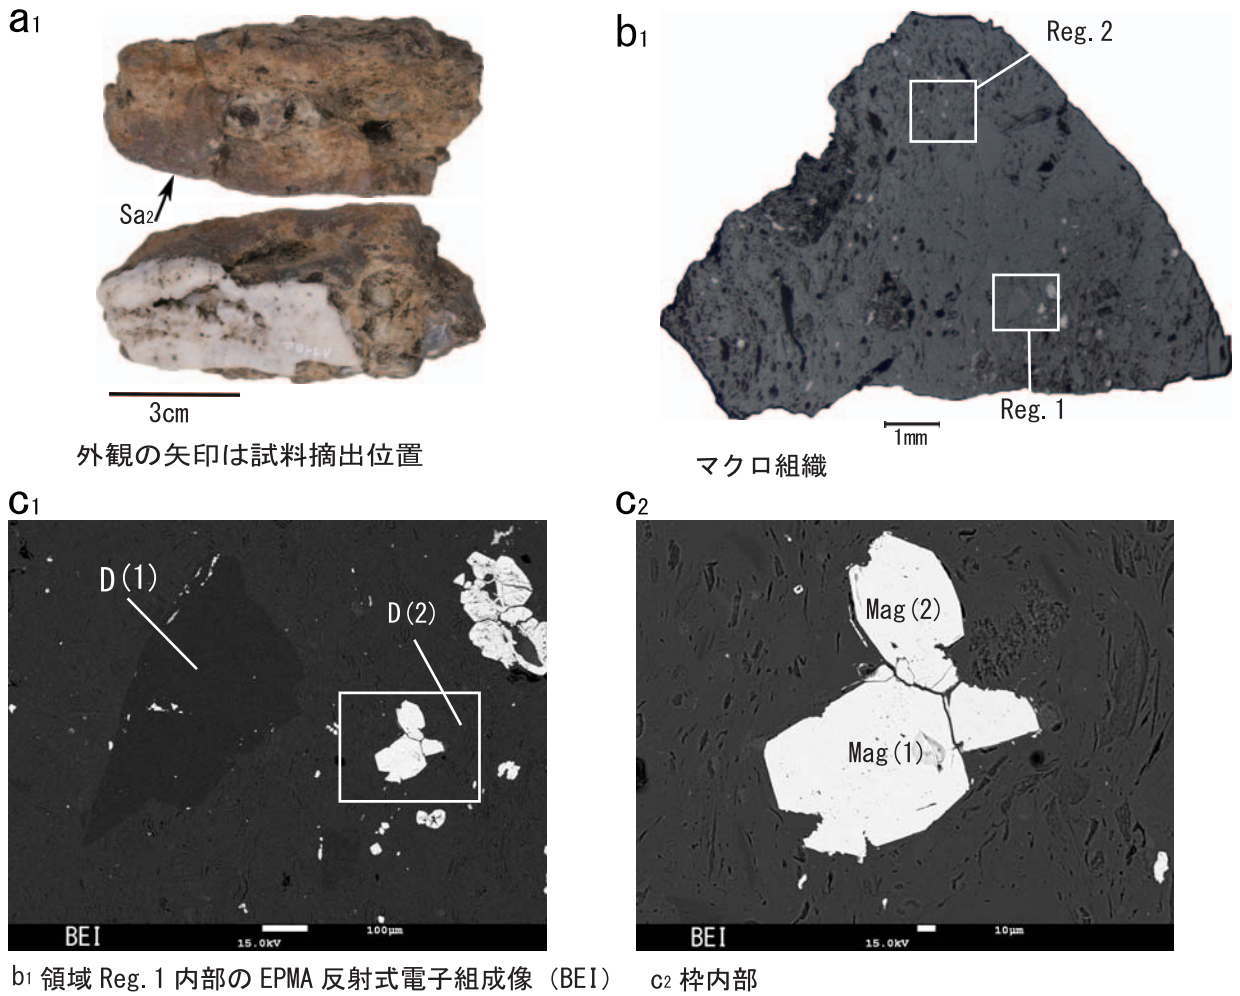 a1
Sa2
3cm
外観の矢印は試料摘出位置
b1
Reg. 2
Reg. 1
1mm
マクロ組織
c1
D(1)
D(2)
BEI
15.0kV
100μm
c2
Mag(2)
Mag(1)
BEI
15.0kV
10μm
b1 領域 Reg. 1 内部の EPMA 反射式電子組成像（BEI）
c2 枠内部